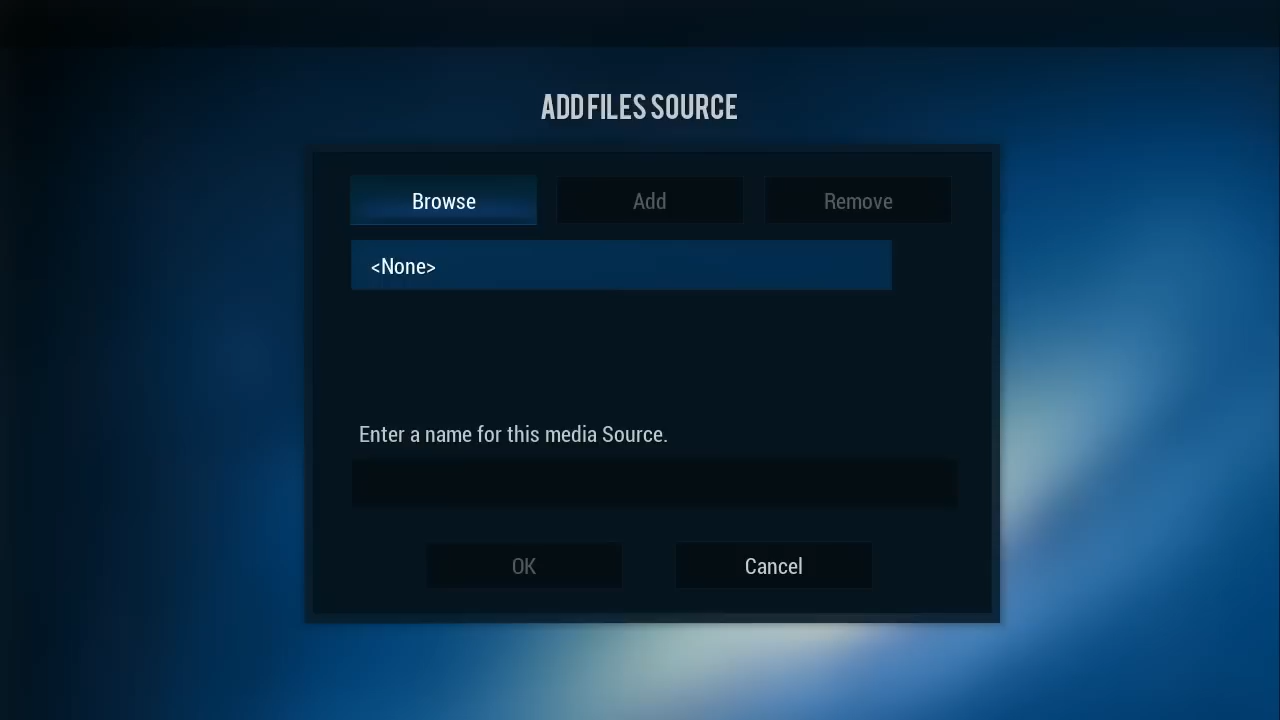 ADD FILES SOURCE
Browse Add Remove
<None>
Enter a name for this media Source.
OK Cancel